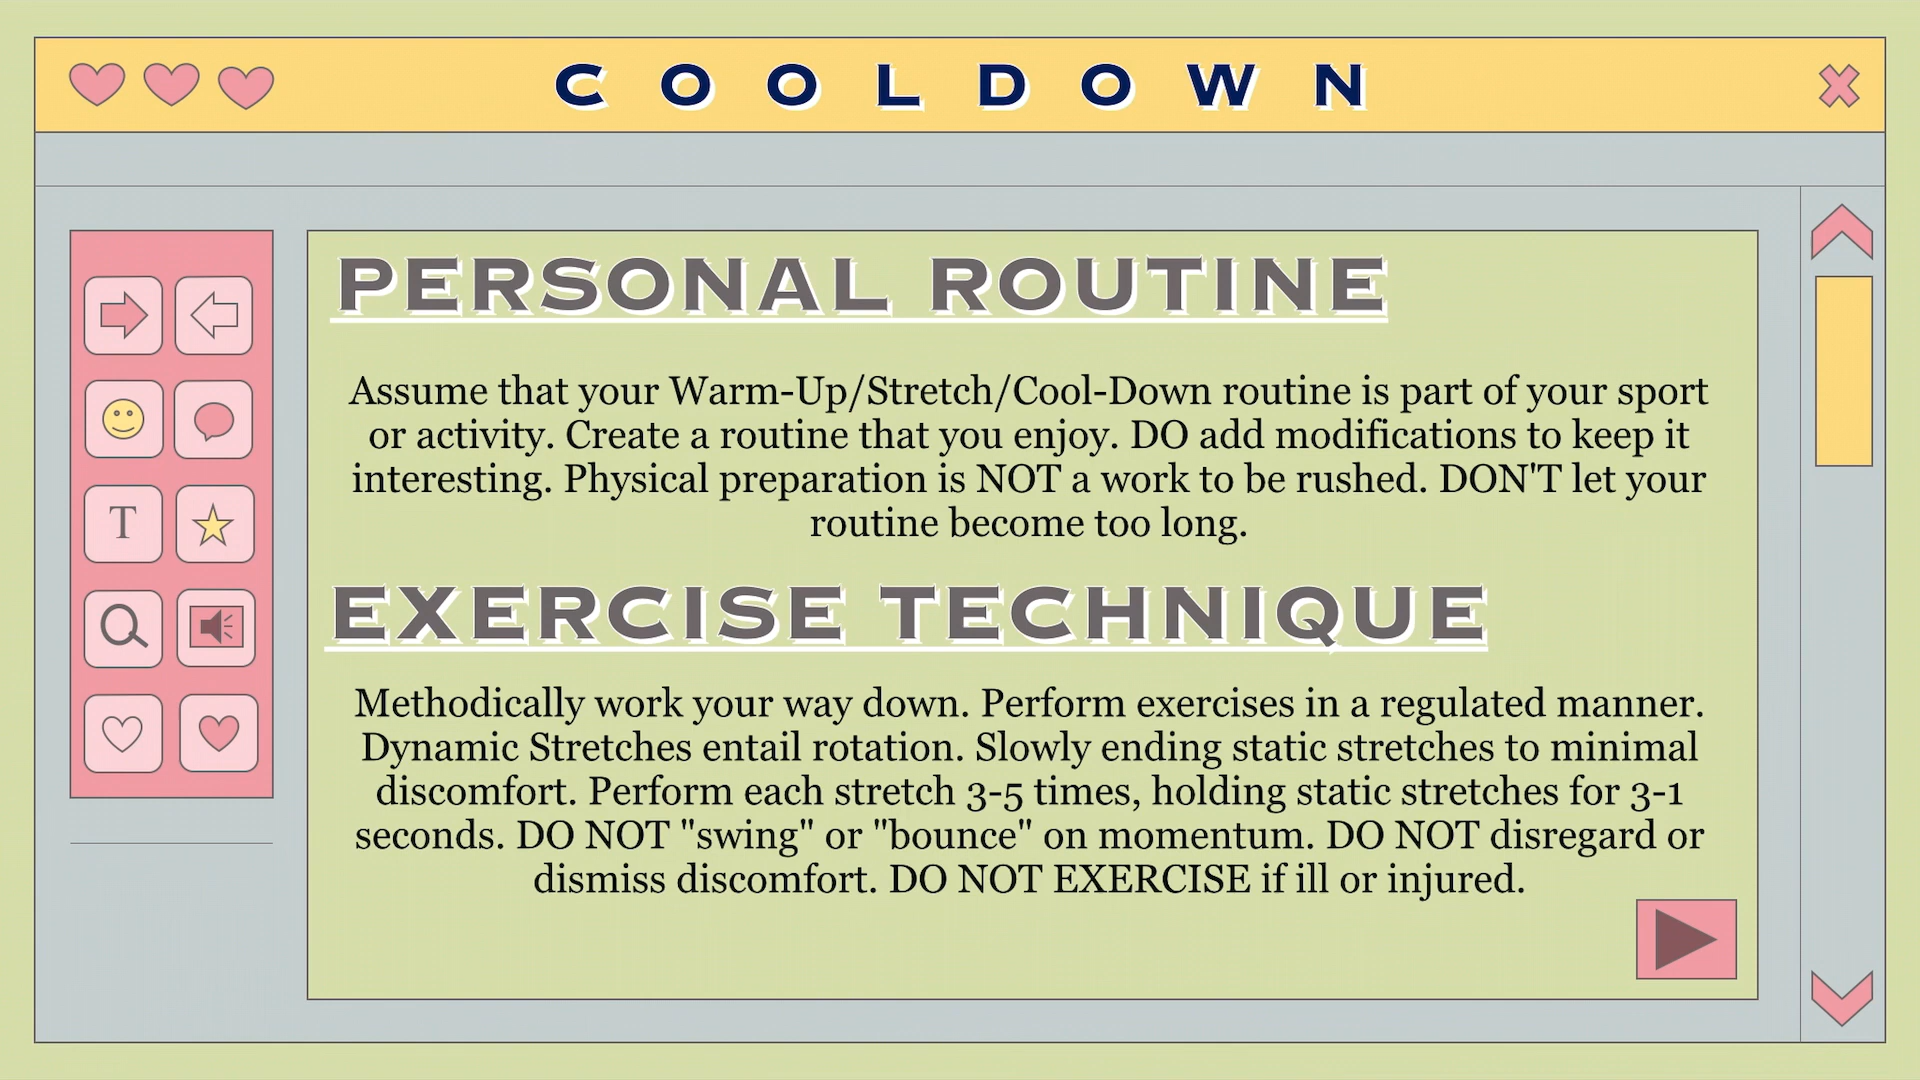 COOLDOWN
PERSONAL ROUTINE
Assume that your Warm-Up/Stretch/Cool-Down routine is part of your sport
or activity. Create a routine that you enjoy. DO add modifications to keep it
interesting. Physical preparation is NOT a work to be rushed. DON'T let your
routine become too long.
EXERCISE TECHNIQUE
Methodically work your way down. Perform exercises in a regulated manner.
Dynamic Stretches entail rotation. Slowly ending static stretches to minimal
discomfort. Perform each stretch 3-5 times, holding static stretches for 3-1
seconds. DO NOT "swing" or "bounce" on momentum. DO NOT disregard or
dismiss discomfort. DO NOT EXERCISE if ill or injured.
T